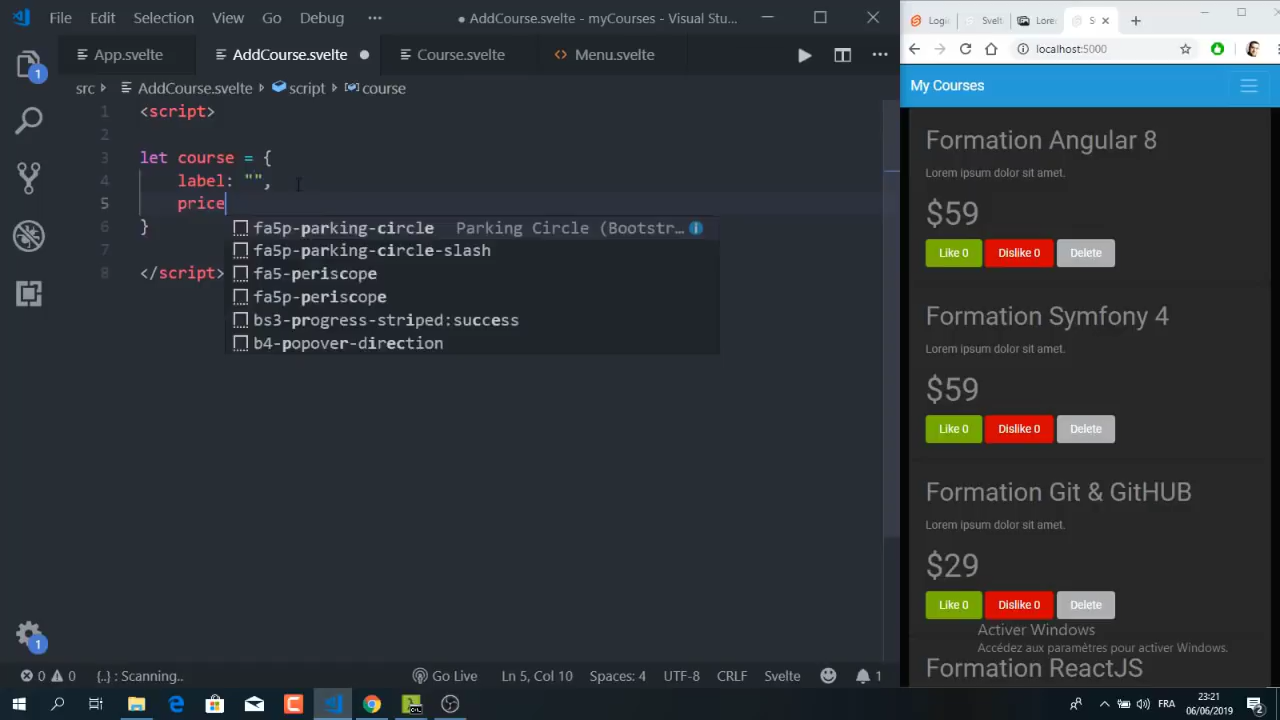 File Edit Selection View Go Debug ··· ● AddCourse.svelte - myCourses - Visual Stu...
App.svelte AddCourse.svelte Course.svelte Menu.svelte
src AddCourse.svelte script course
1 <script>
2
3 let course = {
4 label: "",
5 price
6 }
7
8 </script>
fa5p-parking-circle Parking Circle (Bootstr...
fa5p-parking-circle-slash
fa5-periscope
fa5p-periscope
bs3-progress-striped:success
b4-popover-direction
1
1
0 0 {..} : Scanning.. Go Live Ln 5, Col 10 Spaces: 4 UTF-8 CRLF Svelte 1
Logi Svelt Lore S
localhost:5000
My Courses
Formation Angular 8
Lorem ipsum dolor sit amet.
$59
Like 0 Dislike 0 Delete
Formation Symfony 4
Lorem ipsum dolor sit amet.
$59
Like 0 Dislike 0 Delete
Formation Git & GitHUB
Lorem ipsum dolor sit amet.
$29
Like 0 Dislike 0 Delete
Activer Windows
Accédez aux paramètres pour activer Windows.
Formation ReactJS
FRA
23:21
06/06/2019
2